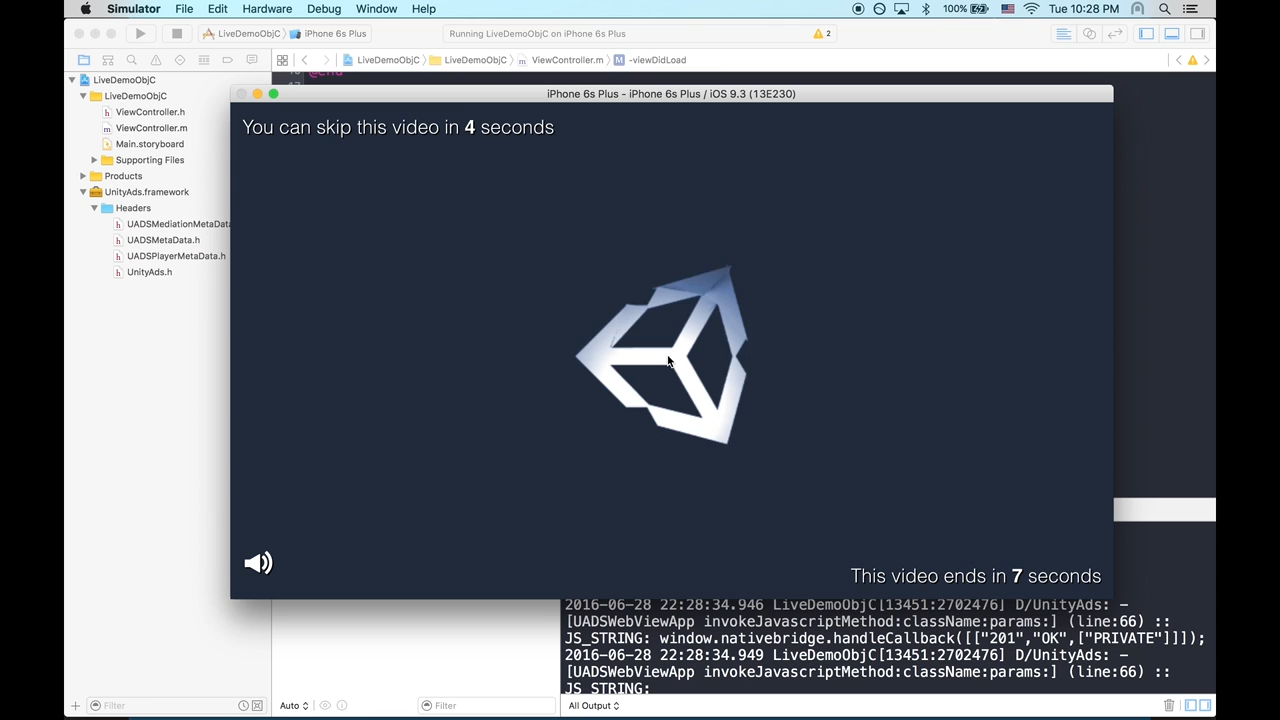 Simulator File Edit Hardware Debug Window Help 100% Tue 10:28 PM
LiveDemoObjC iPhone 6s Plus Running LiveDemoObjC on iPhone 6s Plus 2
LiveDemoObjC LiveDemoObjC ViewController.m M -viewDidLoad
LiveDemoObjC
LiveDemoObjC
h ViewController.h
m ViewController.m
Main.storyboard
Supporting Files
Products
UnityAds.framework
Headers
h UADSMediationMetaData
h UADSMetaData.h
h UADSPlayerMetaData.h
h UnityAds.h
@end
iPhone 6s Plus - iPhone 6s Plus / iOS 9.3 (13E230)
You can skip this video in 4 seconds
This video ends in 7 seconds
2016-06-28 22:28:34.946 LiveDemoObjC[13451:2702476] D/UnityAds: -
[UADSWebViewApp invokeJavascriptMethod:className:params:] (line:66) ::
JS_STRING: window.nativebridge.handleCallback([["201","OK",["PRIVATE"]]]);
2016-06-28 22:28:34.949 LiveDemoObjC[13451:2702476] D/UnityAds: -
[UADSWebViewApp invokeJavascriptMethod:className:params:] (line:66) ::
JS_STRING:
Filter Auto Filter All Output